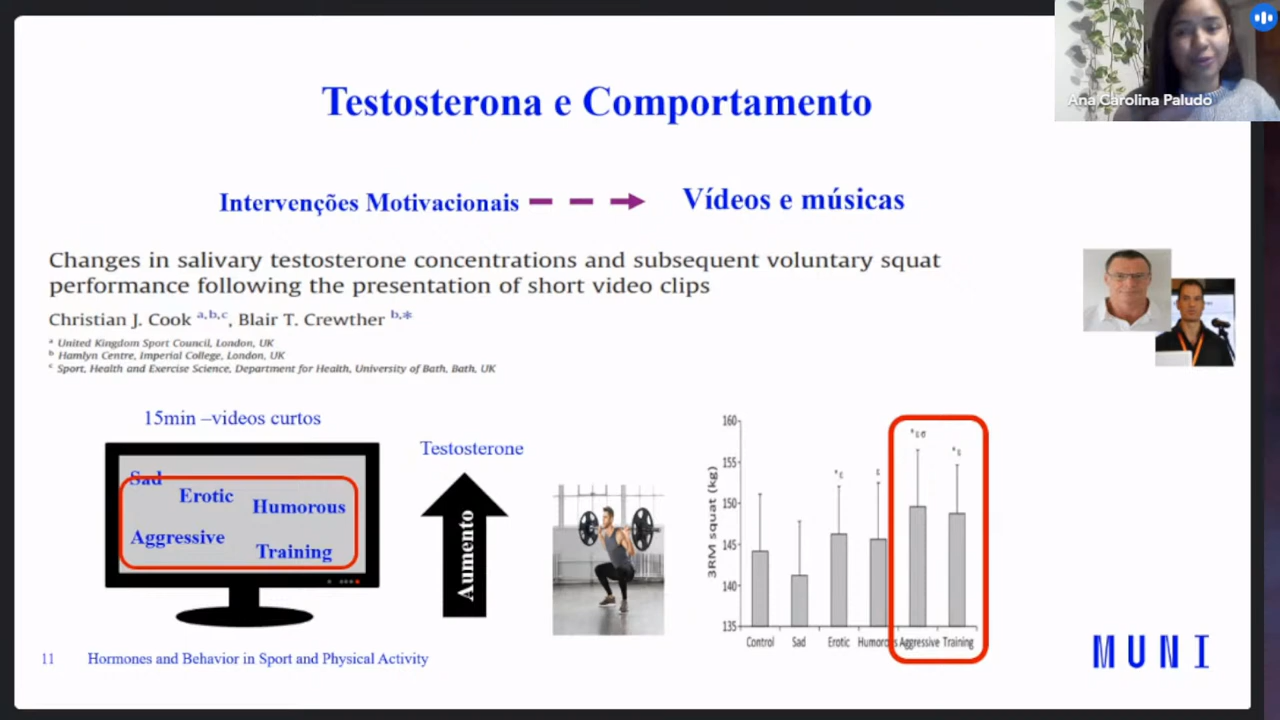 Ana Carolina Paludo
Testosterona e Comportamento
Intervenções Motivacionais
Vídeos e músicas
Changes in salivary testosterone concentrations and subsequent voluntary squat
performance following the presentation of short video clips
Christian J. Cook a,b,c, Blair T. Crewther b,*
a United Kingdom Sport Council, London, UK
b Hamlyn Centre, Imperial College, London, UK
c Sport, Health and Exercise Science, Department for Health, University of Bath, Bath, UK
15min –videos curtos
Sad
Erotic
Humorous
Aggressive
Training
Testosterone
Aumento
3RM squat (kg)
160
155
150
145
140
135
Control Sad Erotic Humorous Aggressive Training
11 Hormones and Behavior in Sport and Physical Activity
MUNI